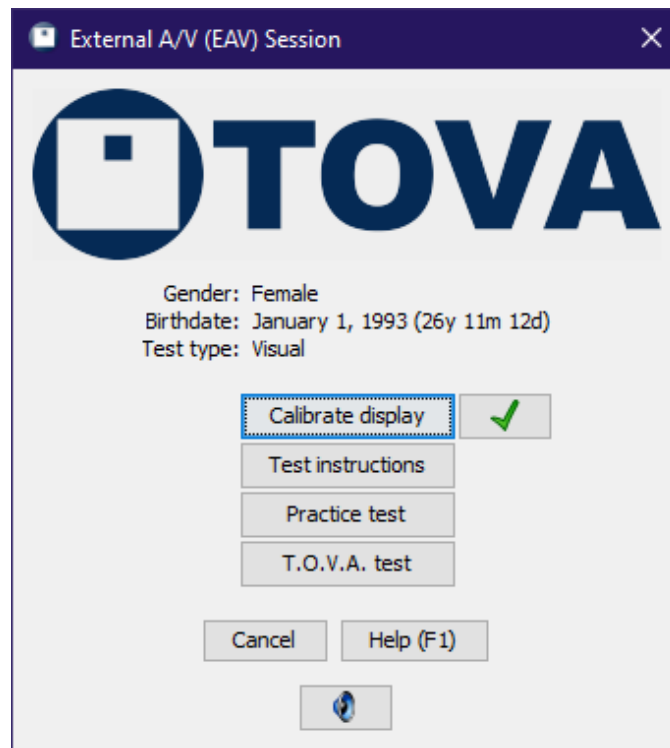 External A/V (EAV) Session
TOVA
Gender: Female
Birthdate: January 1, 1993 (26y 11m 12d)
Test type: Visual
Calibrate display
Test instructions
Practice test
T.O.V.A. test
Cancel Help (F1)